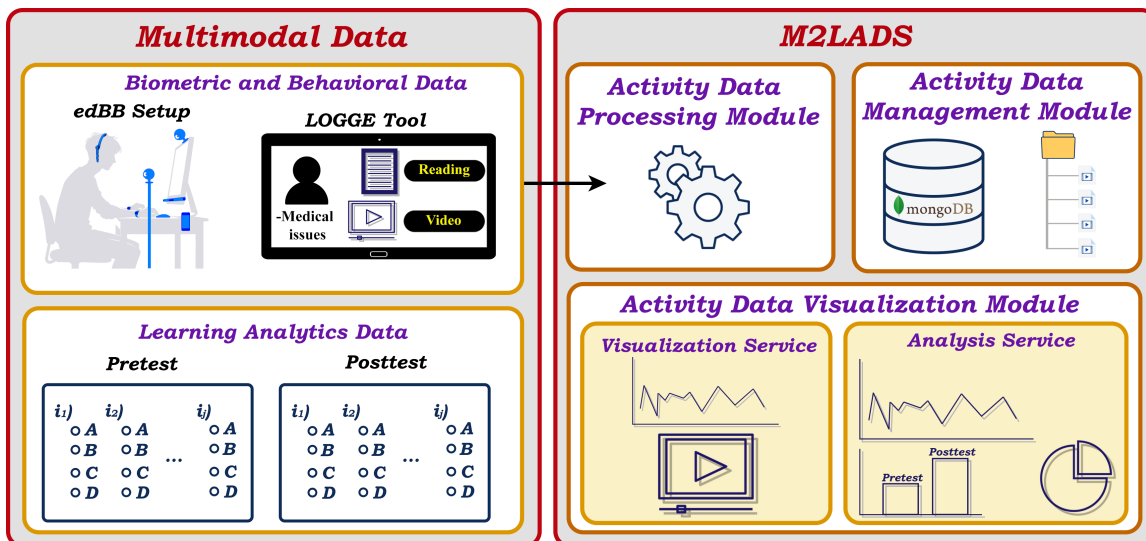 Multimodal Data
Biometric and Behavioral Data
edBB Setup
LOGGE Tool
-Medical
issues
Reading
Video
Learning Analytics Data
Pretest
i₁) i₂) iⱼ)
A A A
B B ... B
C C C
D D D
Posttest
i₁) i₂) iⱼ)
A A A
B B ... B
C C C
D D D
M2LADS
Activity Data
Processing Module
Activity Data
Management Module
mongoDB
Activity Data Visualization Module
Visualization Service
Analysis Service
Pretest
Posttest